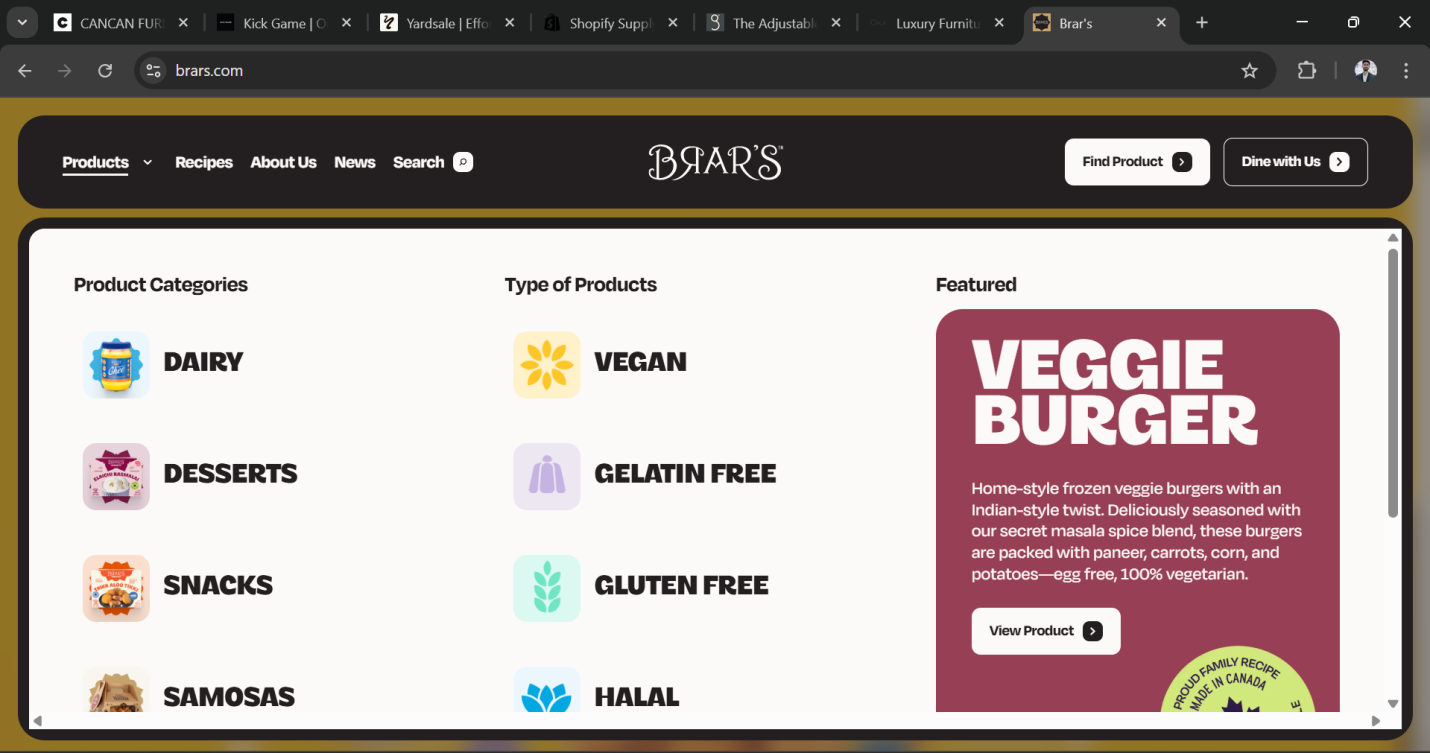 CANCAN FUR
Kick Game | O
Yardsale | Effo
Shopify Suppl
The Adjustable
Luxury Furnitu
Brar's
brars.com
Products
Recipes
About Us
News
Search
BRAR'S™
Find Product
Dine with Us
Product Categories
DAIRY
DESSERTS
SNACKS
SAMOSAS
Type of Products
VEGAN
GELATIN FREE
GLUTEN FREE
HALAL
Featured
VEGGIE
BURGER
Home-style frozen veggie burgers with an
Indian-style twist. Deliciously seasoned with
our secret masala spice blend, these burgers
are packed with paneer, carrots, corn, and
potatoes—egg free, 100% vegetarian.
View Product
PROUD FAMILY RECIPE
MADE IN CANADA